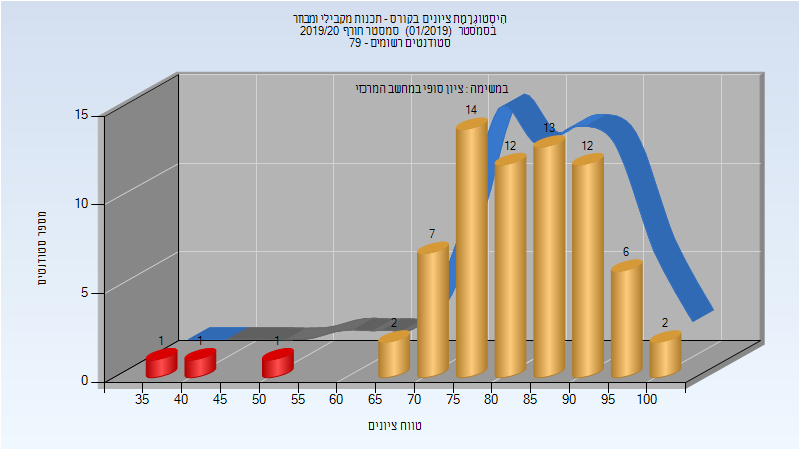 היסטוגרמת ציונים בקורס - תכנות מקבילי ומבוזר
בסמסטר (01/2019) סמסטר חורף 2019/20
סטודנטים רשומים - 79
במשימה : ציון סופי במחשב המרכזי
מספר סטודנטים
15
10
5
0
1
1
1
2
7
14
12
13
12
6
2
35 40 45 50 55 60 65 70 75 80 85 90 95 100
טווח ציונים